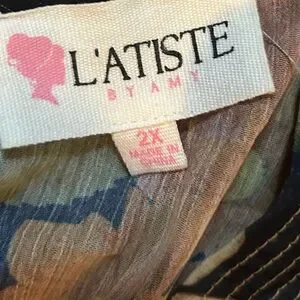 L'ATISTE
BY AMY
2X
MADE IN
CHINA